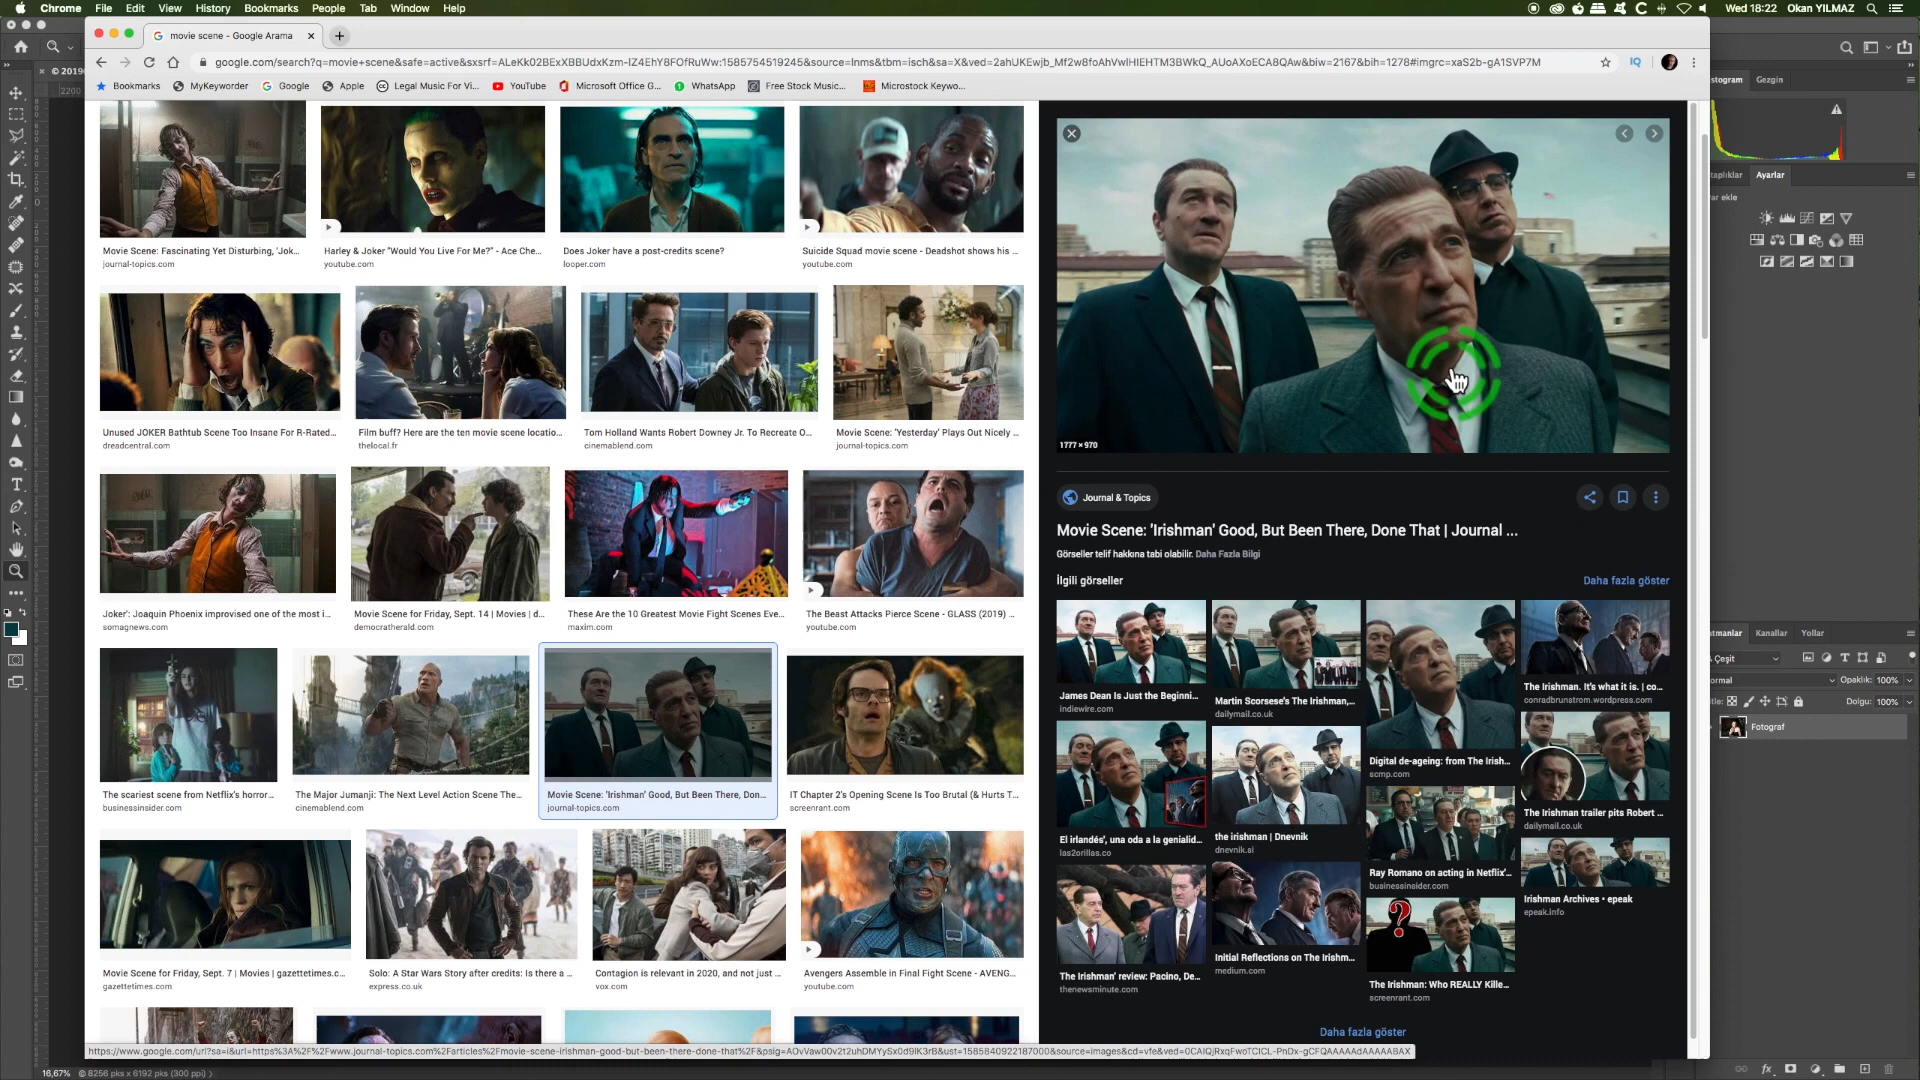 Chrome File Edit View History Bookmarks People Tab Window Help
Wed 18:22 Okan YILMAZ
movie scene - Google Arama
google.com/search?q=movie+scene&safe=active&sxsrf=ALeKk02BExXBBUdxKzm-IZ4EhY8FOfRuWw:1585754519245&source=lnms&tbm=isch&sa=X&ved=2ahUKEwjb_Mf2w8foAhVwIHIEHTM3BWkQ_AUoAXoECA8QAw&biw=2167&bih=1278#imgrc=xaS2b-gA1SVP7M
Bookmarks MyKeyworder Google Apple Legal Music For Vi... YouTube Microsoft Office G... WhatsApp Free Stock Music... Microstock Keywo...
Movie Scene: Fascinating Yet Disturbing, 'Jok...
journal-topics.com
Harley & Joker "Would You Live For Me?" - Ace Che...
youtube.com
Does Joker have a post-credits scene?
looper.com
Suicide Squad movie scene - Deadshot shows his ...
youtube.com
Unused JOKER Bathtub Scene Too Insane For R-Rated...
dreadcentral.com
Film buff? Here are the ten movie scene locatio...
thelocal.fr
Tom Holland Wants Robert Downey Jr. To Recreate O...
cinemablend.com
Movie Scene: 'Yesterday' Plays Out Nicely ...
journal-topics.com
Joker': Joaquin Phoenix improvised one of the most i...
somagnews.com
Movie Scene for Friday, Sept. 14 | Movies | d...
democratherald.com
These Are the 10 Greatest Movie Fight Scenes Eve...
maxim.com
The Beast Attacks Pierce Scene - GLASS (2019) ...
youtube.com
The scariest scene from Netflix's horror...
businessinsider.com
The Major Jumanji: The Next Level Action Scene The...
cinemablend.com
Movie Scene: 'Irishman' Good, But Been There, Don...
journal-topics.com
IT Chapter 2's Opening Scene Is Too Brutal (& Hurts T...
screenrant.com
Movie Scene for Friday, Sept. 7 | Movies | gazettetimes.c...
gazettetimes.com
Solo: A Star Wars Story after credits: Is there a ...
express.co.uk
Contagion is relevant in 2020, and not just ...
vox.com
Avengers Assemble in Final Fight Scene - AVENG...
youtube.com
1777 × 970
Journal & Topics
Movie Scene: 'Irishman' Good, But Been There, Done That | Journal ...
Görseller telif hakkına tabi olabilir. Daha Fazla Bilgi
İlgili görseller
Daha fazla göster
James Dean Is Just the Beginni...
indiewire.com
Martin Scorsese's The Irishman,...
dailymail.co.uk
Digital de-ageing: from The Irish...
scmp.com
The Irishman. It's what it is. | co...
conradbrunstrom.wordpress.com
El irlandés', una oda a la genialid...
las2orillas.co
the irishman | Dnevnik
dnevnik.si
Ray Romano on acting in Netflix'...
businessinsider.com
The Irishman trailer pits Robert ...
dailymail.co.uk
The Irishman' review: Pacino, De...
thenewsminute.com
Initial Reflections on The Irishm...
medium.com
The Irishman: Who REALLY Kille...
screenrant.com
Irishman Archives • epeak
epeak.info
Daha fazla göster
stogram Gezgin
taplıklar Ayarlar
ar ekle
atmanlar Kanallar Yollar
Çeşit
ormal Opaklık: 100%
Dolgu: 100%
Fotograf
© 2019
2200
16,67% 8256 pks x 6192 pks (300 ppi)